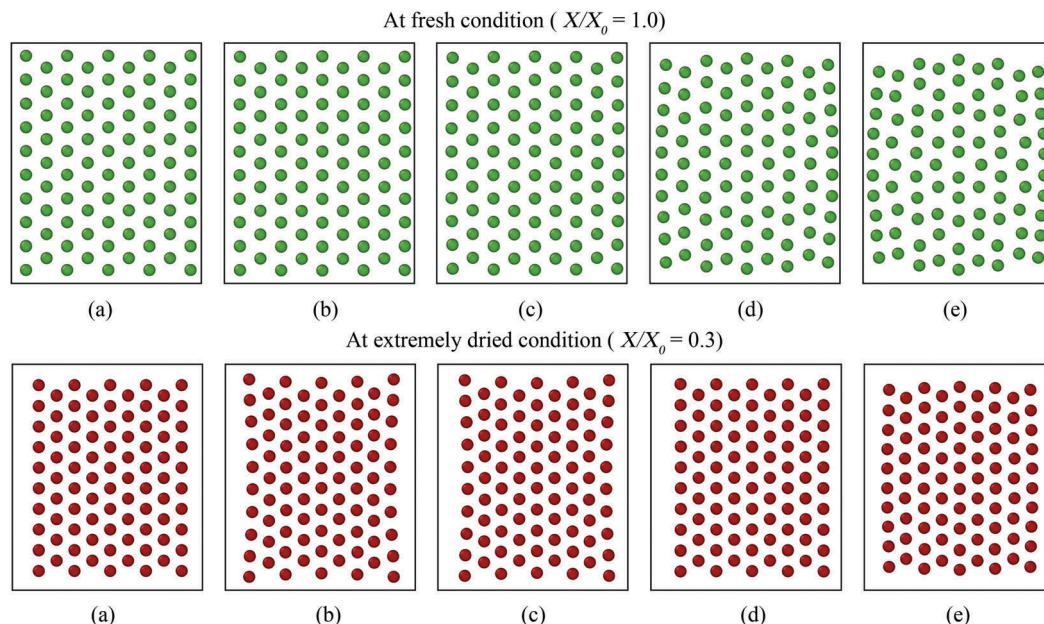 At fresh condition ( X/X₀ = 1.0)
(a) (b) (c) (d) (e)
At extremely dried condition ( X/X₀ = 0.3)
(a) (b) (c) (d) (e)